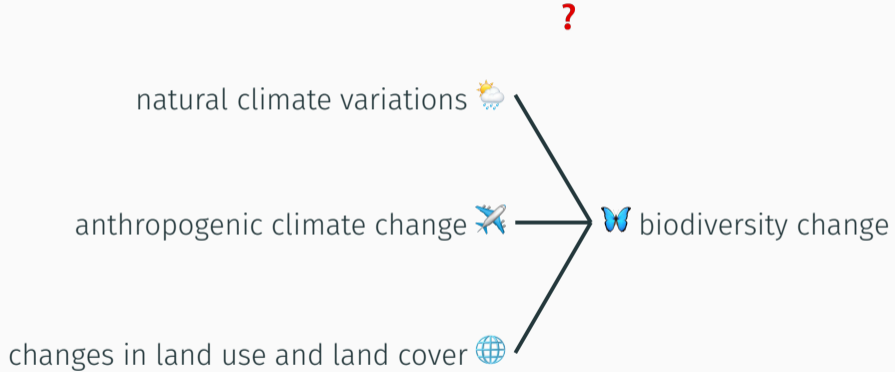 ?
natural climate variations 🌦️
anthropogenic climate change ✈️
🦋 biodiversity change
changes in land use and land cover 🌐